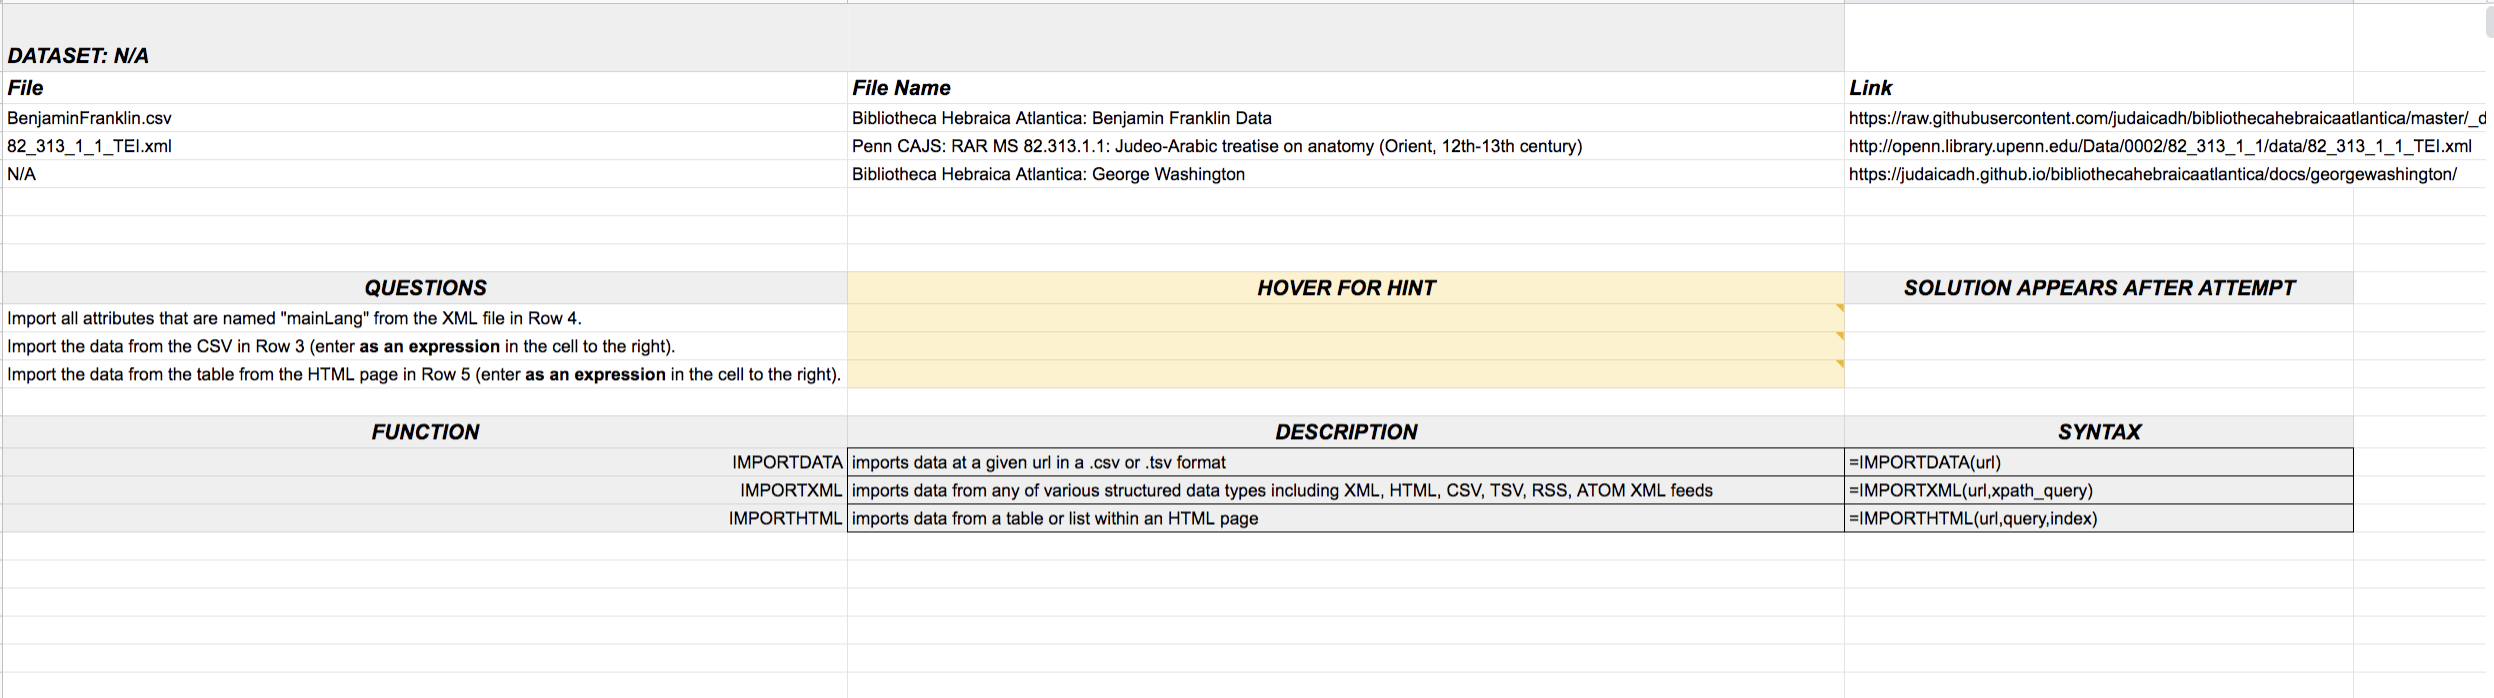 DATASET: N/A
File File Name Link
BenjaminFranklin.csv Bibliotheca Hebraica Atlantica: Benjamin Franklin Data https://raw.githubusercontent.com/judaicadh/bibliothecahebraicaatlantica/master/_d
82_313_1_1_TEI.xml Penn CAJS: RAR MS 82.313.1.1: Judeo-Arabic treatise on anatomy (Orient, 12th-13th century) http://openn.library.upenn.edu/Data/0002/82_313_1_1/data/82_313_1_1_TEI.xml
N/A Bibliotheca Hebraica Atlantica: George Washington https://judaicadh.github.io/bibliothecahebraicaatlantica/docs/georgewashington/
QUESTIONS HOVER FOR HINT SOLUTION APPEARS AFTER ATTEMPT
Import all attributes that are named "mainLang" from the XML file in Row 4.
Import the data from the CSV in Row 3 (enter as an expression in the cell to the right).
Import the data from the table from the HTML page in Row 5 (enter as an expression in the cell to the right).
FUNCTION DESCRIPTION SYNTAX
IMPORTDATA imports data at a given url in a .csv or .tsv format =IMPORTDATA(url)
IMPORTXML imports data from any of various structured data types including XML, HTML, CSV, TSV, RSS, ATOM XML feeds =IMPORTXML(url,xpath_query)
IMPORTHTML imports data from a table or list within an HTML page =IMPORTHTML(url,query,index)